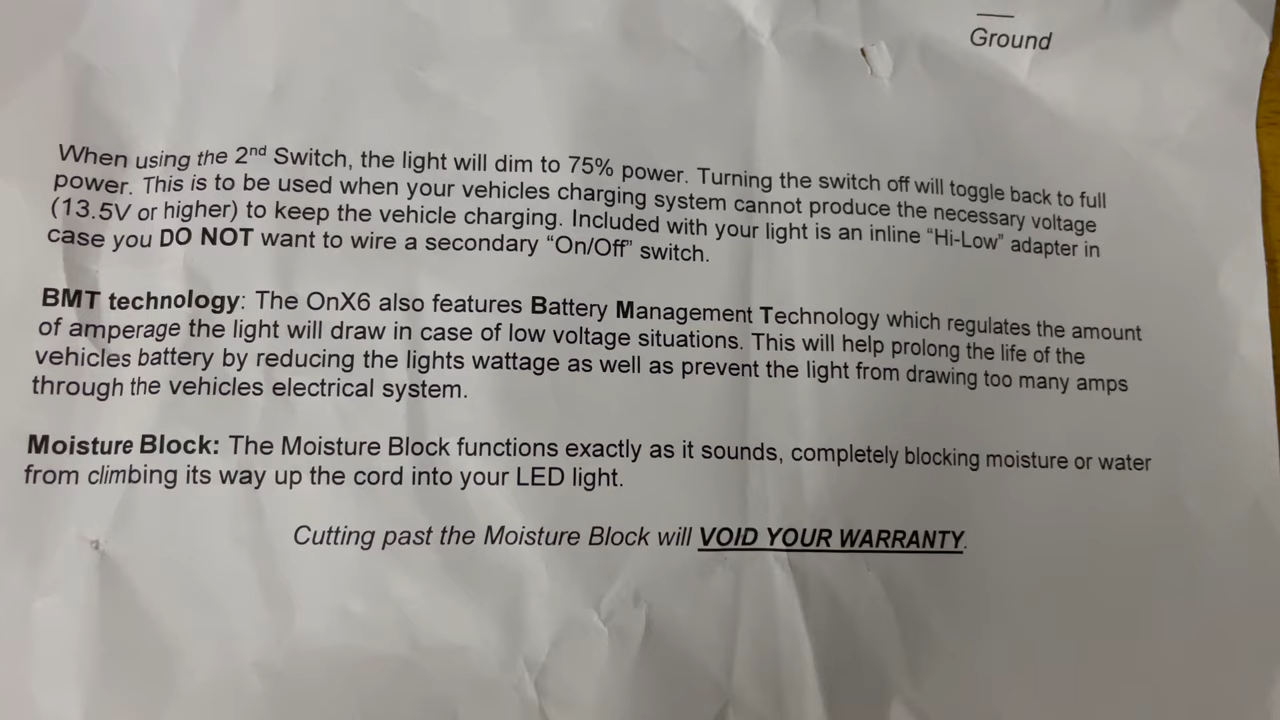 Ground
When using the 2nd Switch, the light will dim to 75% power. Turning the switch off will toggle back to full
power. This is to be used when your vehicles charging system cannot produce the necessary voltage
(13.5V or higher) to keep the vehicle charging. Included with your light is an inline “Hi-Low” adapter in
case you DO NOT want to wire a secondary “On/Off” switch.
BMT technology: The OnX6 also features Battery Management Technology which regulates the amount
of amperage the light will draw in case of low voltage situations. This will help prolong the life of the
vehicles battery by reducing the lights wattage as well as prevent the light from drawing too many amps
through the vehicles electrical system.
Moisture Block: The Moisture Block functions exactly as it sounds, completely blocking moisture or water
from climbing its way up the cord into your LED light.
Cutting past the Moisture Block will VOID YOUR WARRANTY.